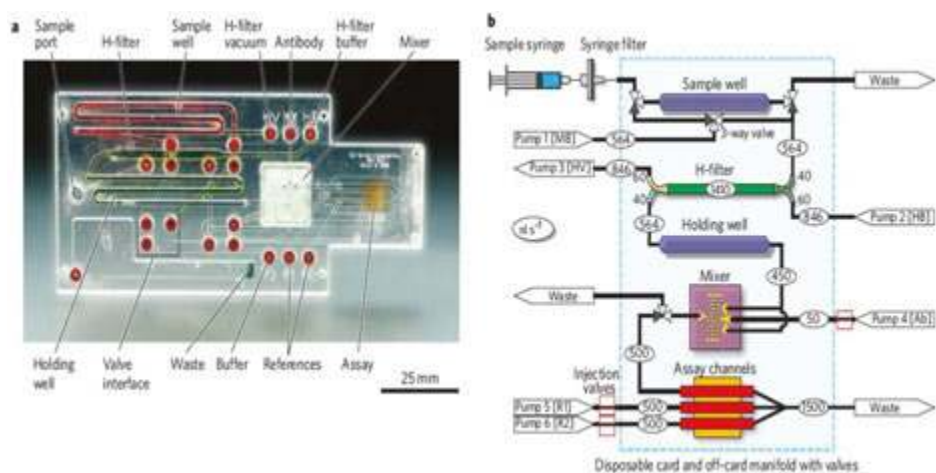 a
Sample port
H-filter
Sample well
H-filter vacuum
Antibody
H-filter buffer
Mixer
HV
Holding well
Valve interface
Waste
Buffer
References
Assay
25 mm
b
Sample syringe
Syringe filter
Sample well
Waste
3-way valve
Pump 1 [MB]
564
564
Pump 3 [HV]
846
60
40
H-filter
40
40
60
846
Pump 2 [HB]
564
Holding well
nl s⁻¹
450
Mixer
Waste
50
Pump 4 [Ab]
500
Assay channels
Injection valves
Pump 5 [R1]
500
1500
Waste
Pump 6 [R2]
500
Disposable card and off-card manifold with valves